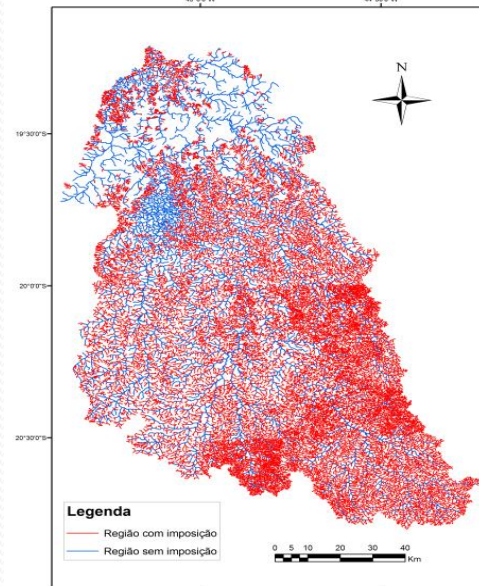 N
19°30'0"S
20°0'0"S
20°30'0"S
Legenda
Região com imposição
Região sem imposição
0 5 10 20 30 40
Km